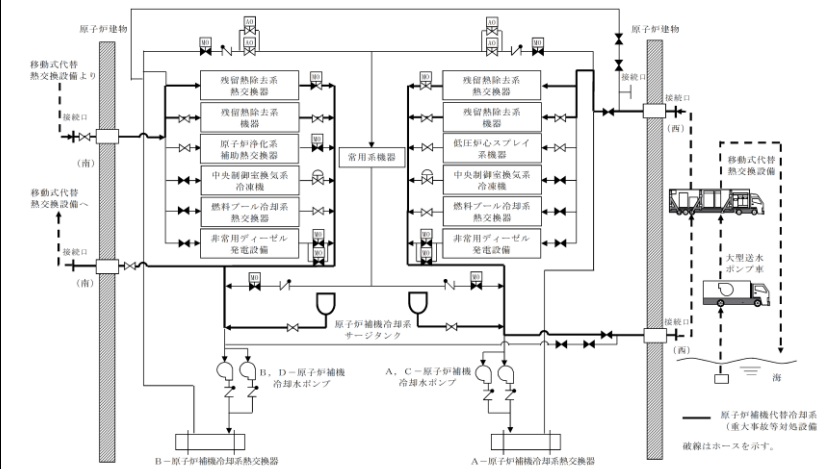 原子炉建物
原子炉建物
AO
AO
MO
AO
AO
MO
移動式代替
熱交換設備より
接続口
(南)
残留熱除去系
熱交換器
MO
残留熱除去系
機器
原子炉浄化系
補助熱交換器
MO
中央制御室換気系
冷凍機
燃料プール冷却系
熱交換器
非常用ディーゼル
発電設備
MO
MO
常用系機器
MO
残留熱除去系
熱交換器
残留熱除去系
機器
低圧炉心スプレイ
系機器
中央制御室換気系
冷凍機
燃料プール冷却系
熱交換器
MO
MO
非常用ディーゼル
発電設備
接続口
接続口
(西)
移動式代替
熱交換設備へ
接続口
(南)
移動式代替
熱交換設備
大型送水
ポンプ車
MO
MO
原子炉補機冷却系
サージタンク
接続口
(西)
B,D-原子炉補機
冷却水ポンプ
A,C-原子炉補機
冷却水ポンプ
海
B-原子炉補機冷却系熱交換器
A-原子炉補機冷却系熱交換器
原子炉補機代替冷却系
(重大事故等対処設備
破線はホースを示す。